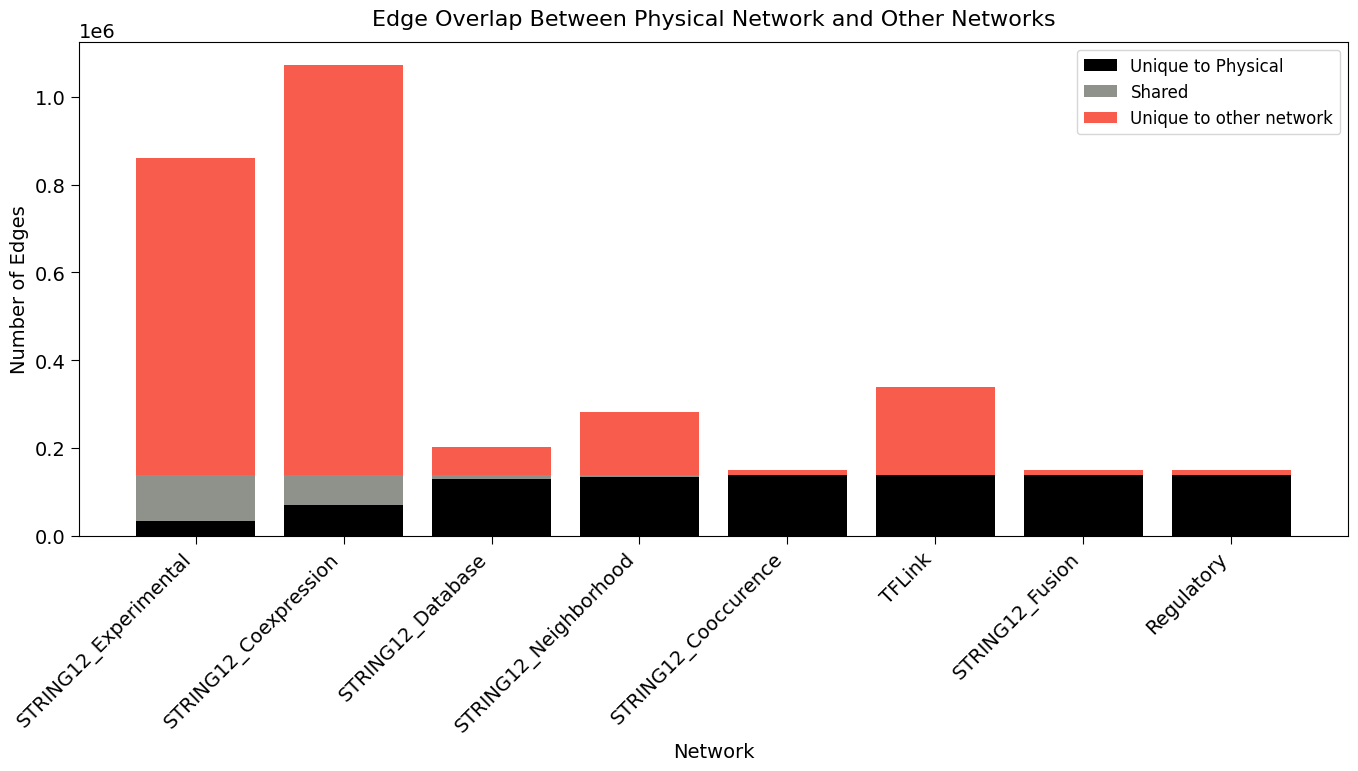 Edge Overlap Between Physical Network and Other Networks
1e6
Unique to Physical
Shared
Unique to other network
1.0
0.8
0.6
0.4
0.2
0.0
Number of Edges
STRING12_Experimental
STRING12_Coexpression
STRING12_Database
STRING12_Neighborhood
STRING12_Cooccurence
TFLink
STRING12_Fusion
Regulatory
Network